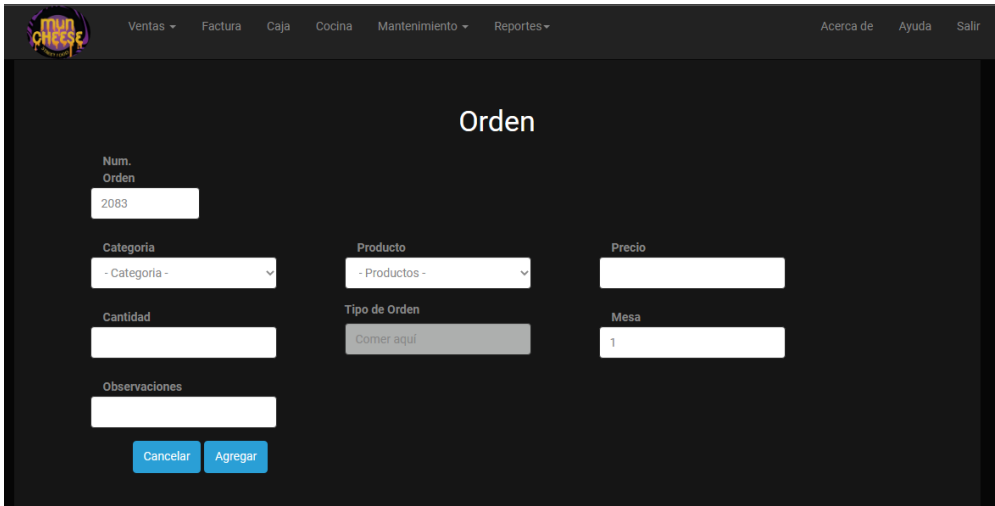 MUN CHEESE
Ventas Factura Caja Cocina Mantenimiento Reportes Acerca de Ayuda Salir
Orden
Num.
Orden
2083
Categoria Producto Precio
- Categoria - - Productos -
Cantidad Tipo de Orden Mesa
Comer aquí 1
Observaciones
Cancelar Agregar